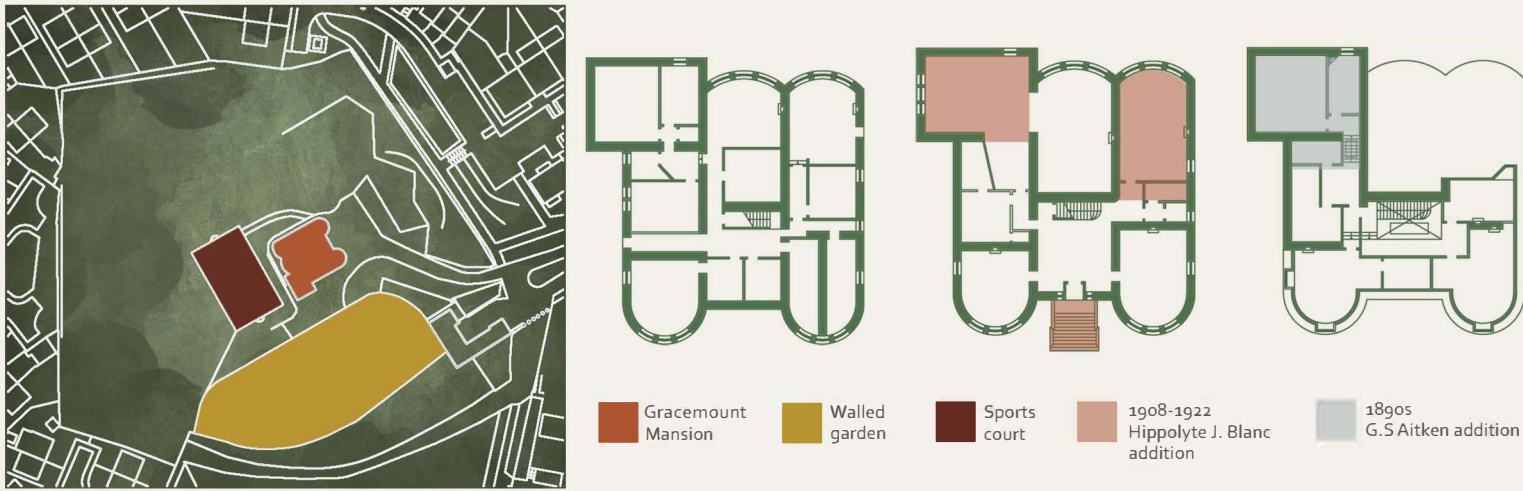 Gracemount
Mansion
Walled
garden
Sports
court
1908-1922
Hippolyte J. Blanc
addition
1890s
G.S Aitken addition